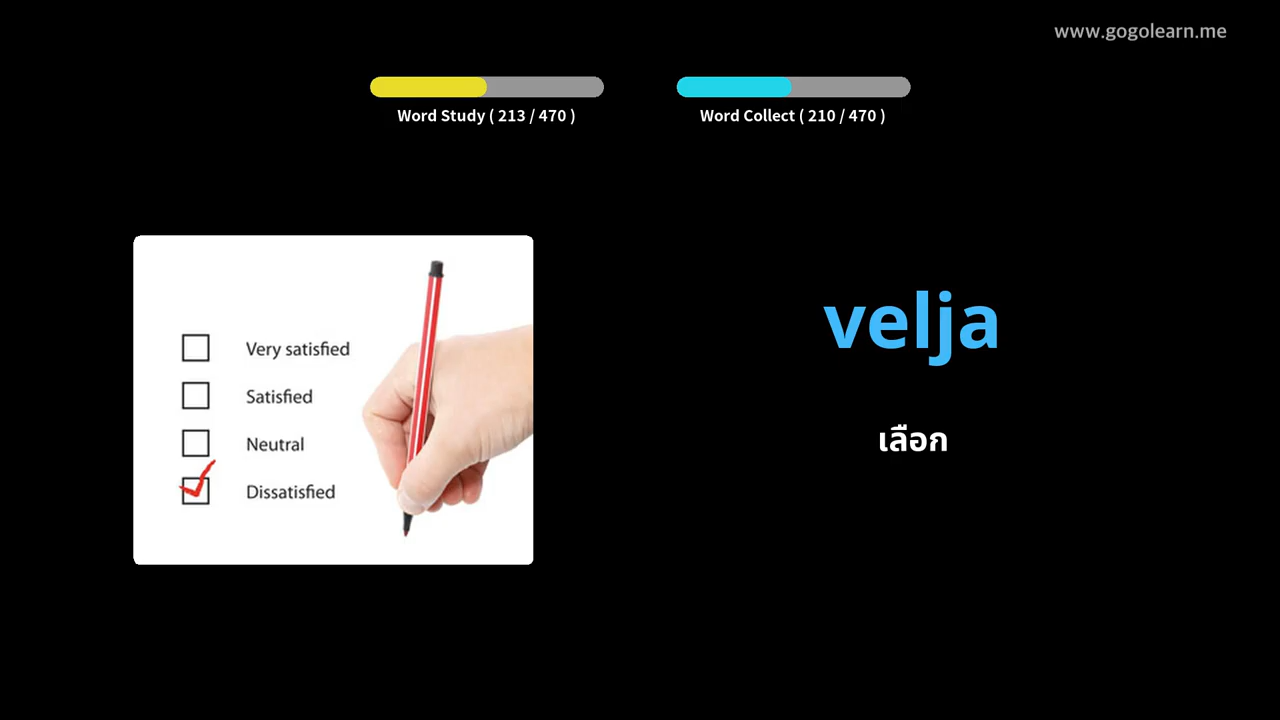 www.gogolearn.me
Word Study ( 213 / 470 )
Word Collect ( 210 / 470 )
Very satisfied
Satisfied
Neutral
Dissatisfied
velja
เลือก